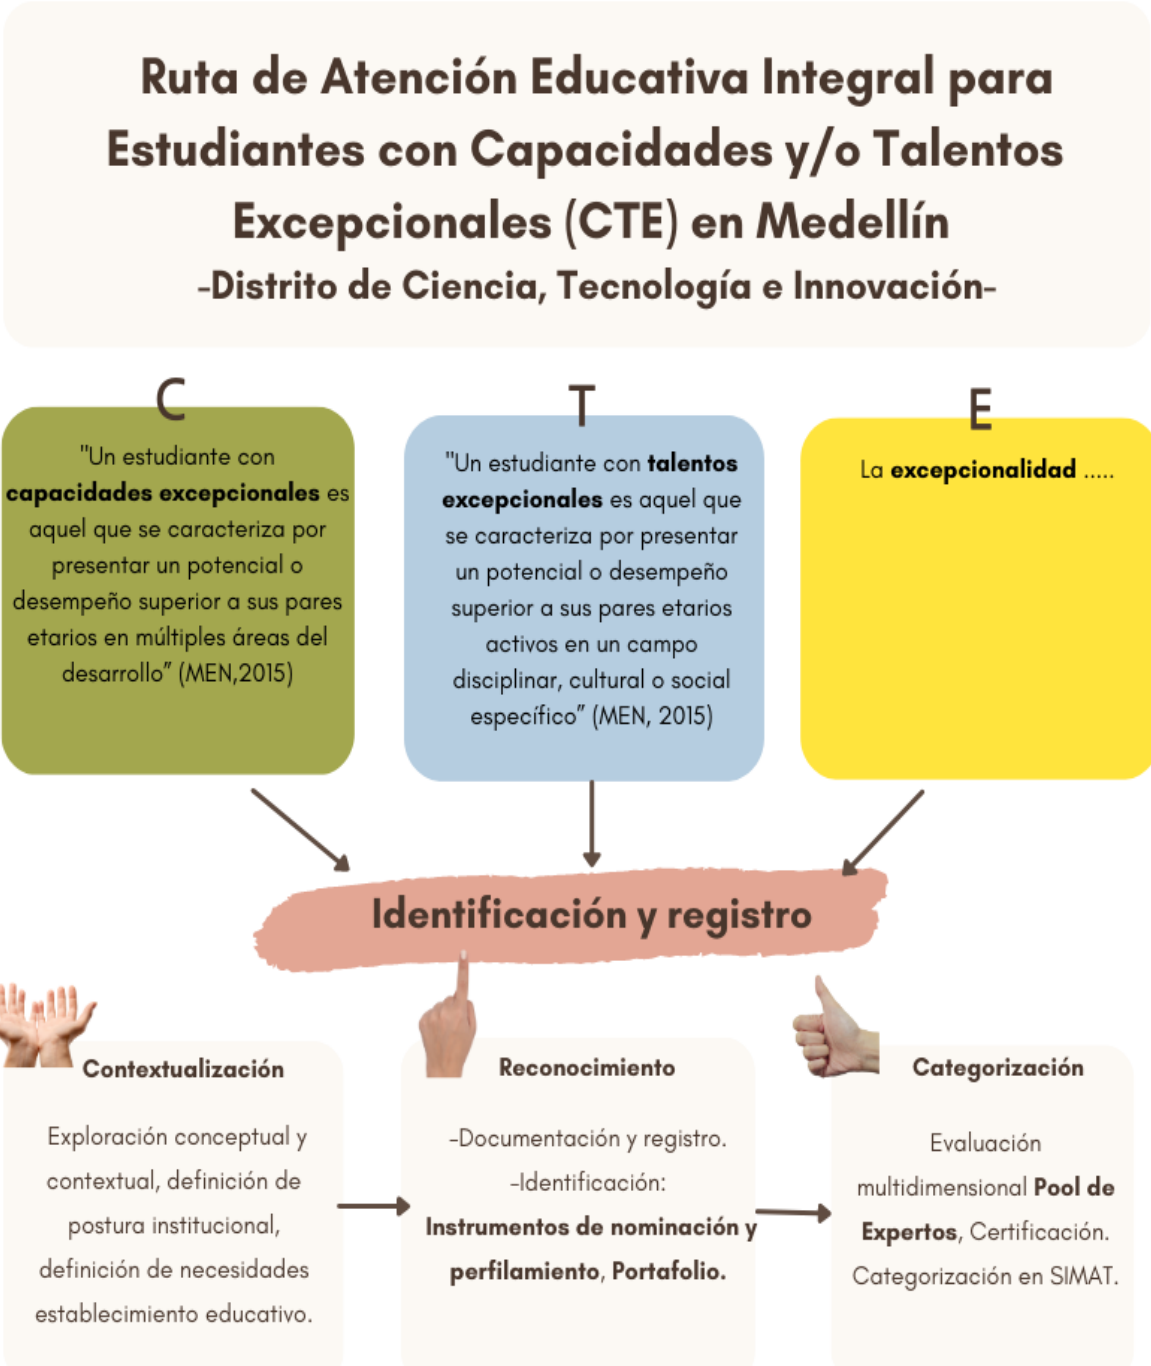 Ruta de Atención Educativa Integral para
Estudiantes con Capacidades y/o Talentos
Excepcionales (CTE) en Medellín
-Distrito de Ciencia, Tecnología e Innovación-
C
"Un estudiante con
capacidades excepcionales es
aquel que se caracteriza por
presentar un potencial o
desempeño superior a sus pares
etarios en múltiples áreas del
desarrollo” (MEN,2015)
T
"Un estudiante con talentos
excepcionales es aquel que
se caracteriza por presentar
un potencial o desempeño
superior a sus pares etarios
activos en un campo
disciplinar, cultural o social
específico” (MEN, 2015)
E
La excepcionalidad .....
Identificación y registro
Contextualización
Exploración conceptual y
contextual, definición de
postura institucional,
definición de necesidades
establecimiento educativo.
Reconocimiento
-Documentación y registro.
-Identificación:
Instrumentos de nominación y
perfilamiento, Portafolio.
Categorización
Evaluación
multidimensional Pool de
Expertos, Certificación.
Categorización en SIMAT.